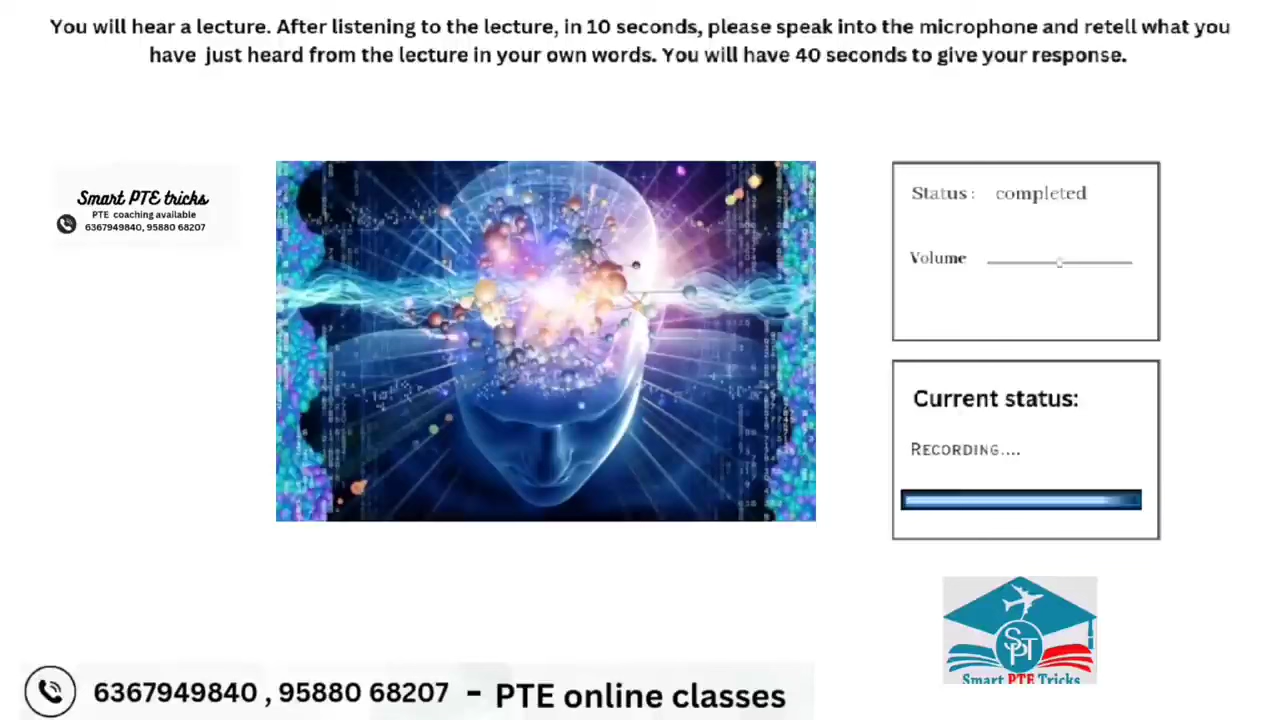 You will hear a lecture. After listening to the lecture, in 10 seconds, please speak into the microphone and retell what you
have just heard from the lecture in your own words. You will have 40 seconds to give your response.
Smart PTE tricks
PTE coaching available
6367949840, 95880 68207
Status : completed
Volume
Current status:
RECORDING....
SPT
Smart PTE Tricks
6367949840 , 95880 68207 - PTE online classes